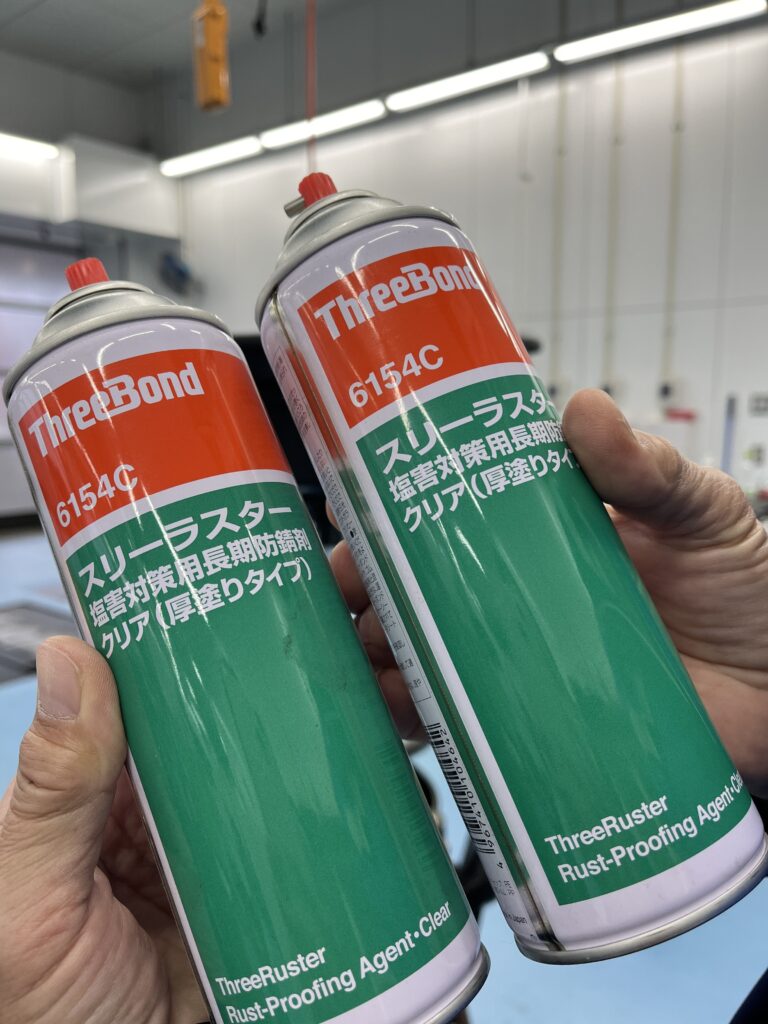 ThreeBond
6154C
スリーラスター
塩害対策用長期防錆剤
クリア(厚塗りタイプ)
ThreeRuster
Rust-Proofing Agent・Clear
ThreeBond
6154C
スリーラスター
塩害対策用長期防
クリア(厚塗りタイプ
ThreeRuster
Rust-Proofing Agent・Clear